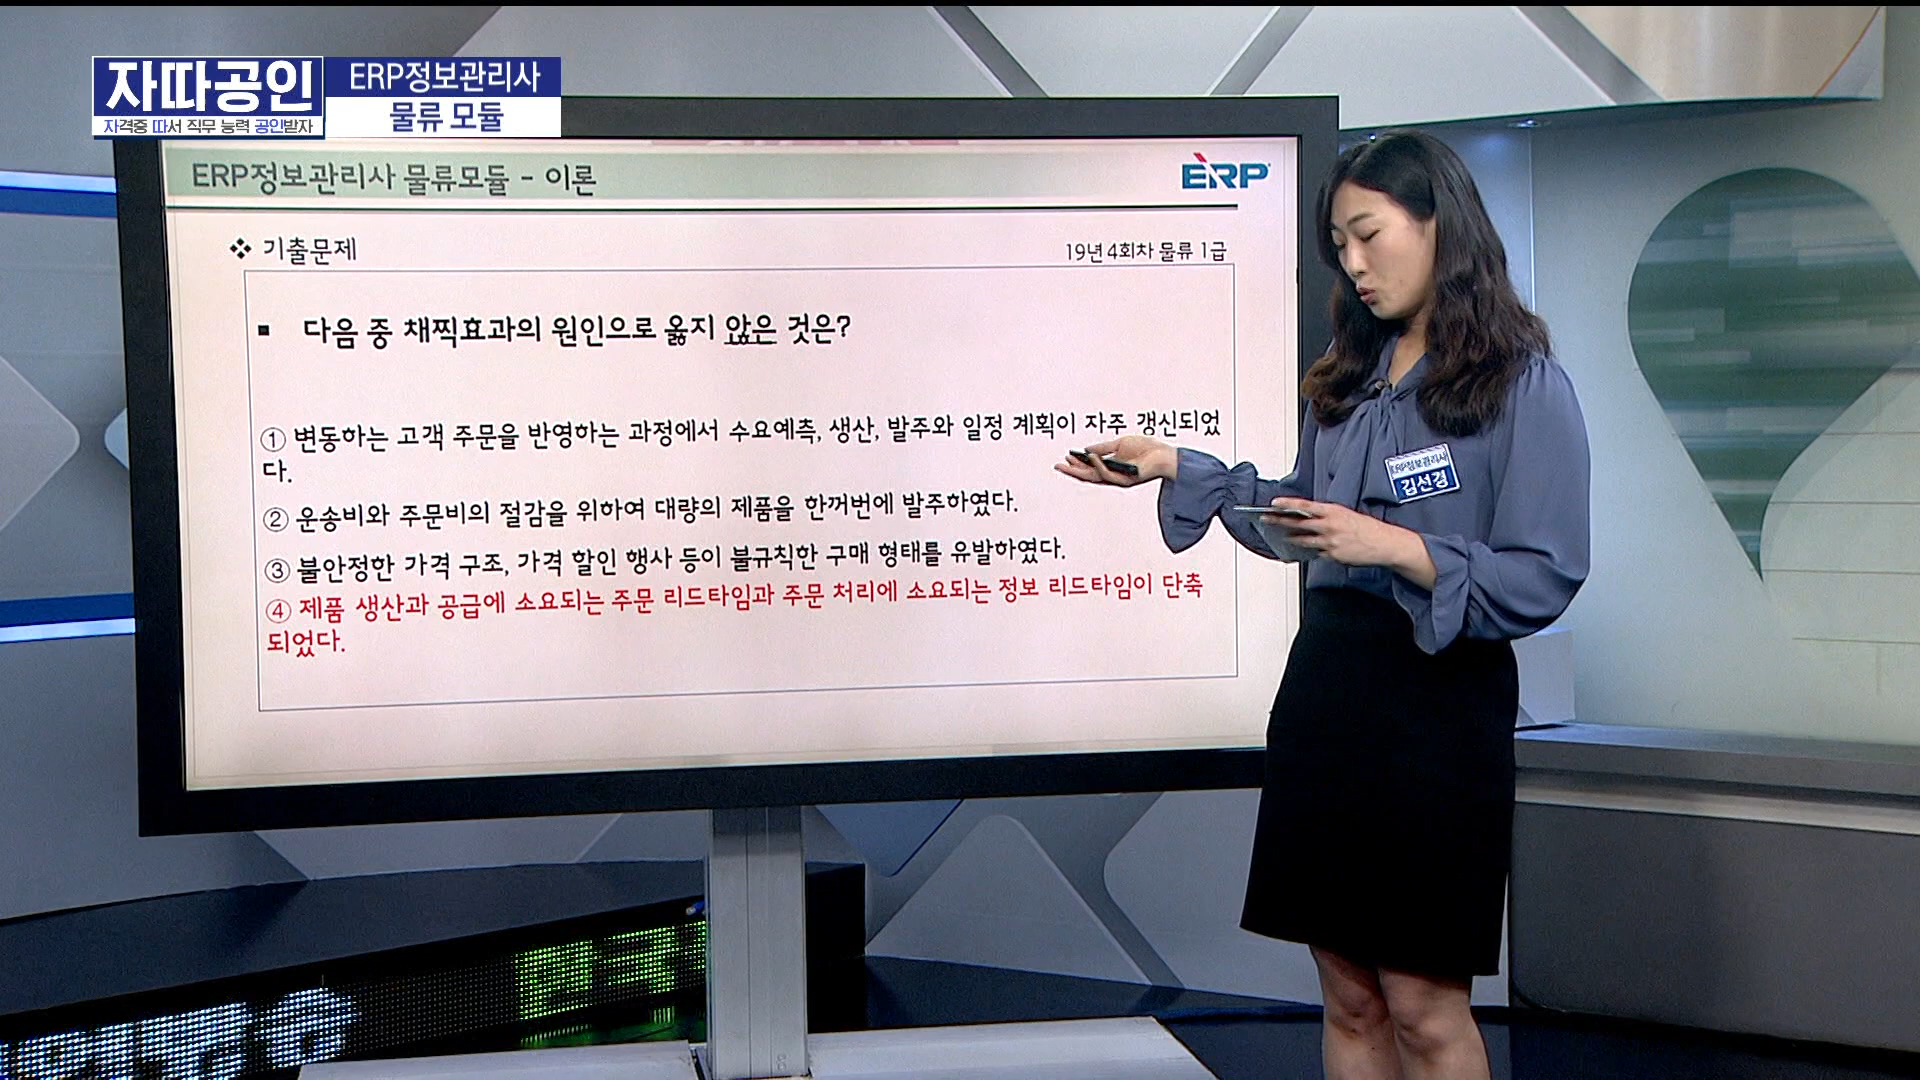 자따공인
자격증 따서 직무 능력 공인받자
ERP정보관리사
물류 모듈
ERP정보관리사 물류모듈 - 이론
ERP
기출문제
19년 4회차 물류 1급
다음 중 채찍효과의 원인으로 옳지 않은 것은?
① 변동하는 고객 주문을 반영하는 과정에서 수요예측, 생산, 발주와 일정 계획이 자주 갱신되었
다.
② 운송비와 주문비의 절감을 위하여 대량의 제품을 한꺼번에 발주하였다.
③ 불안정한 가격 구조, 가격 할인 행사 등이 불규칙한 구매 형태를 유발하였다.
④ 제품 생산과 공급에 소요되는 주문 리드타임과 주문 처리에 소요되는 정보 리드타임이 단축
되었다.
ERP정보관리사
김선경